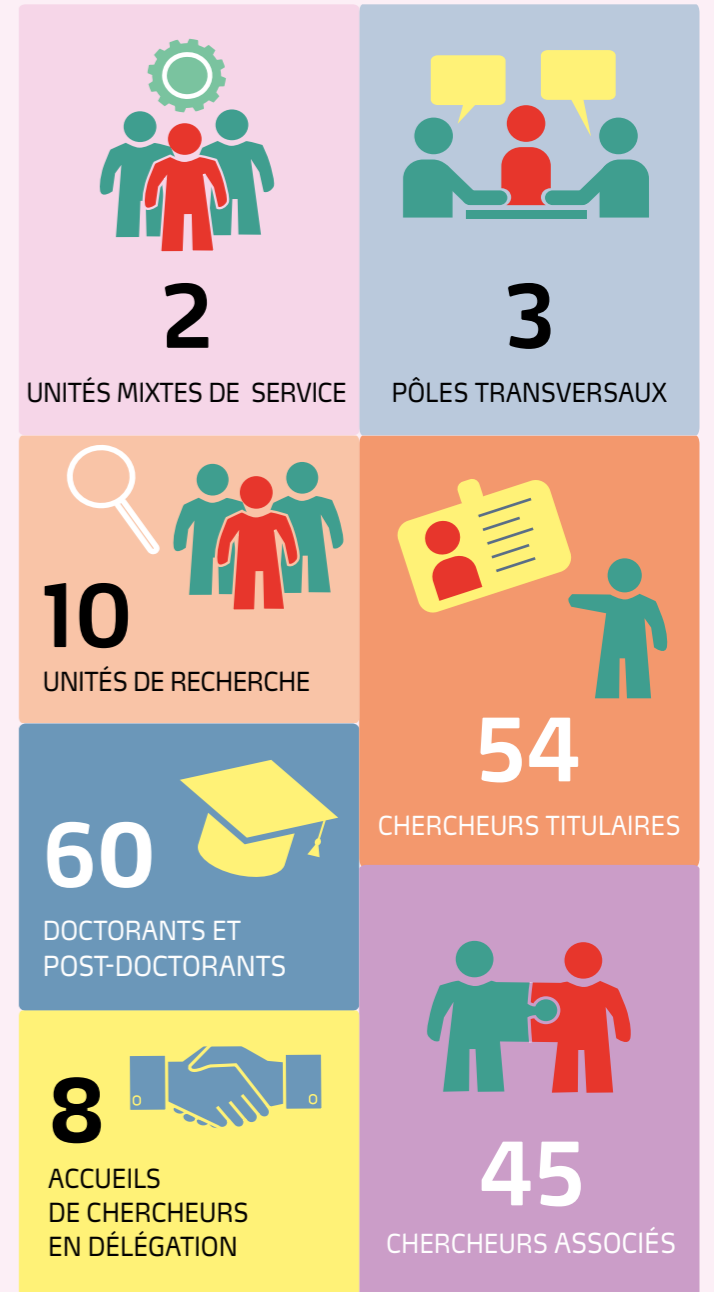 2
UNITÉS MIXTES DE SERVICE
3
PÔLES TRANSVERSAUX
10
UNITÉS DE RECHERCHE
54
CHERCHEURS TITULAIRES
60
DOCTORANTS ET
POST-DOCTORANTS
8
ACCUEILS
DE CHERCHEURS
EN DÉLÉGATION
45
CHERCHEURS ASSOCIÉS